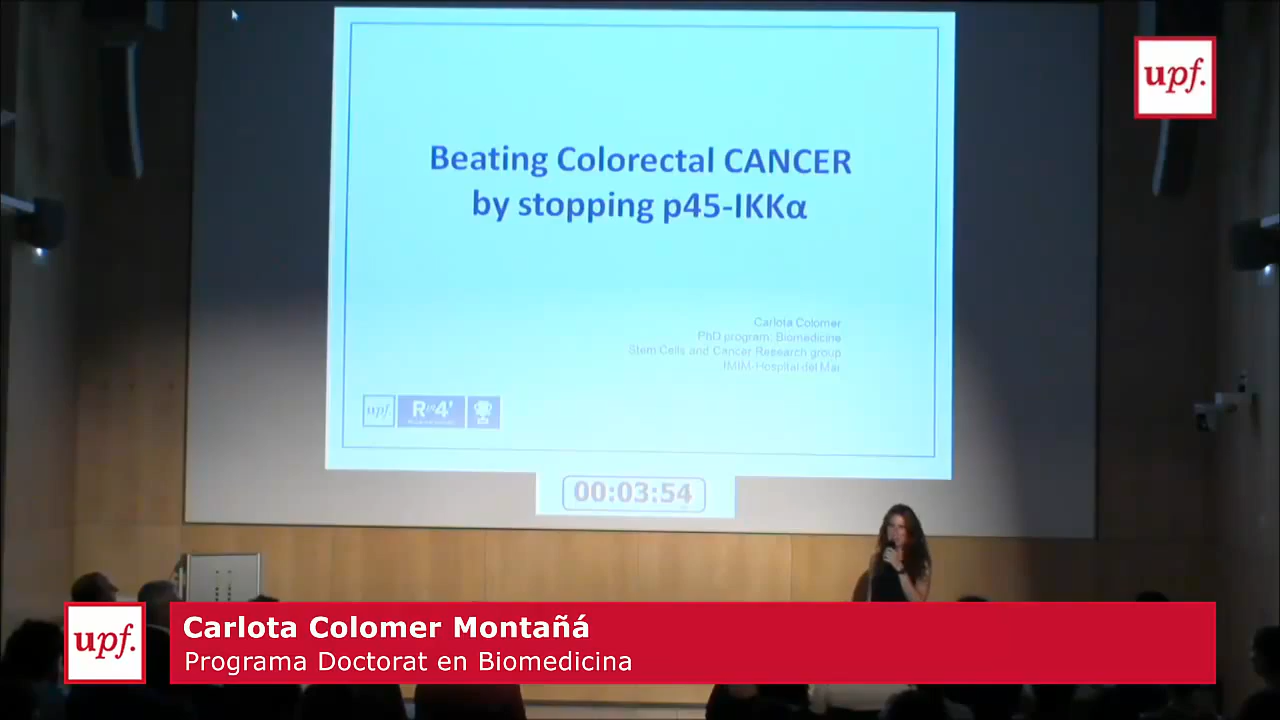 upf.
Beating Colorectal CANCER
by stopping p45-IKKα
Carlota Colomer
PhD program: Biomedicine
Stem Cells and Cancer Research group
IMIM-Hospital del Mar
upf.
R 4'
00:03:54
upf.
Carlota Colomer Montañá
Programa Doctorat en Biomedicina